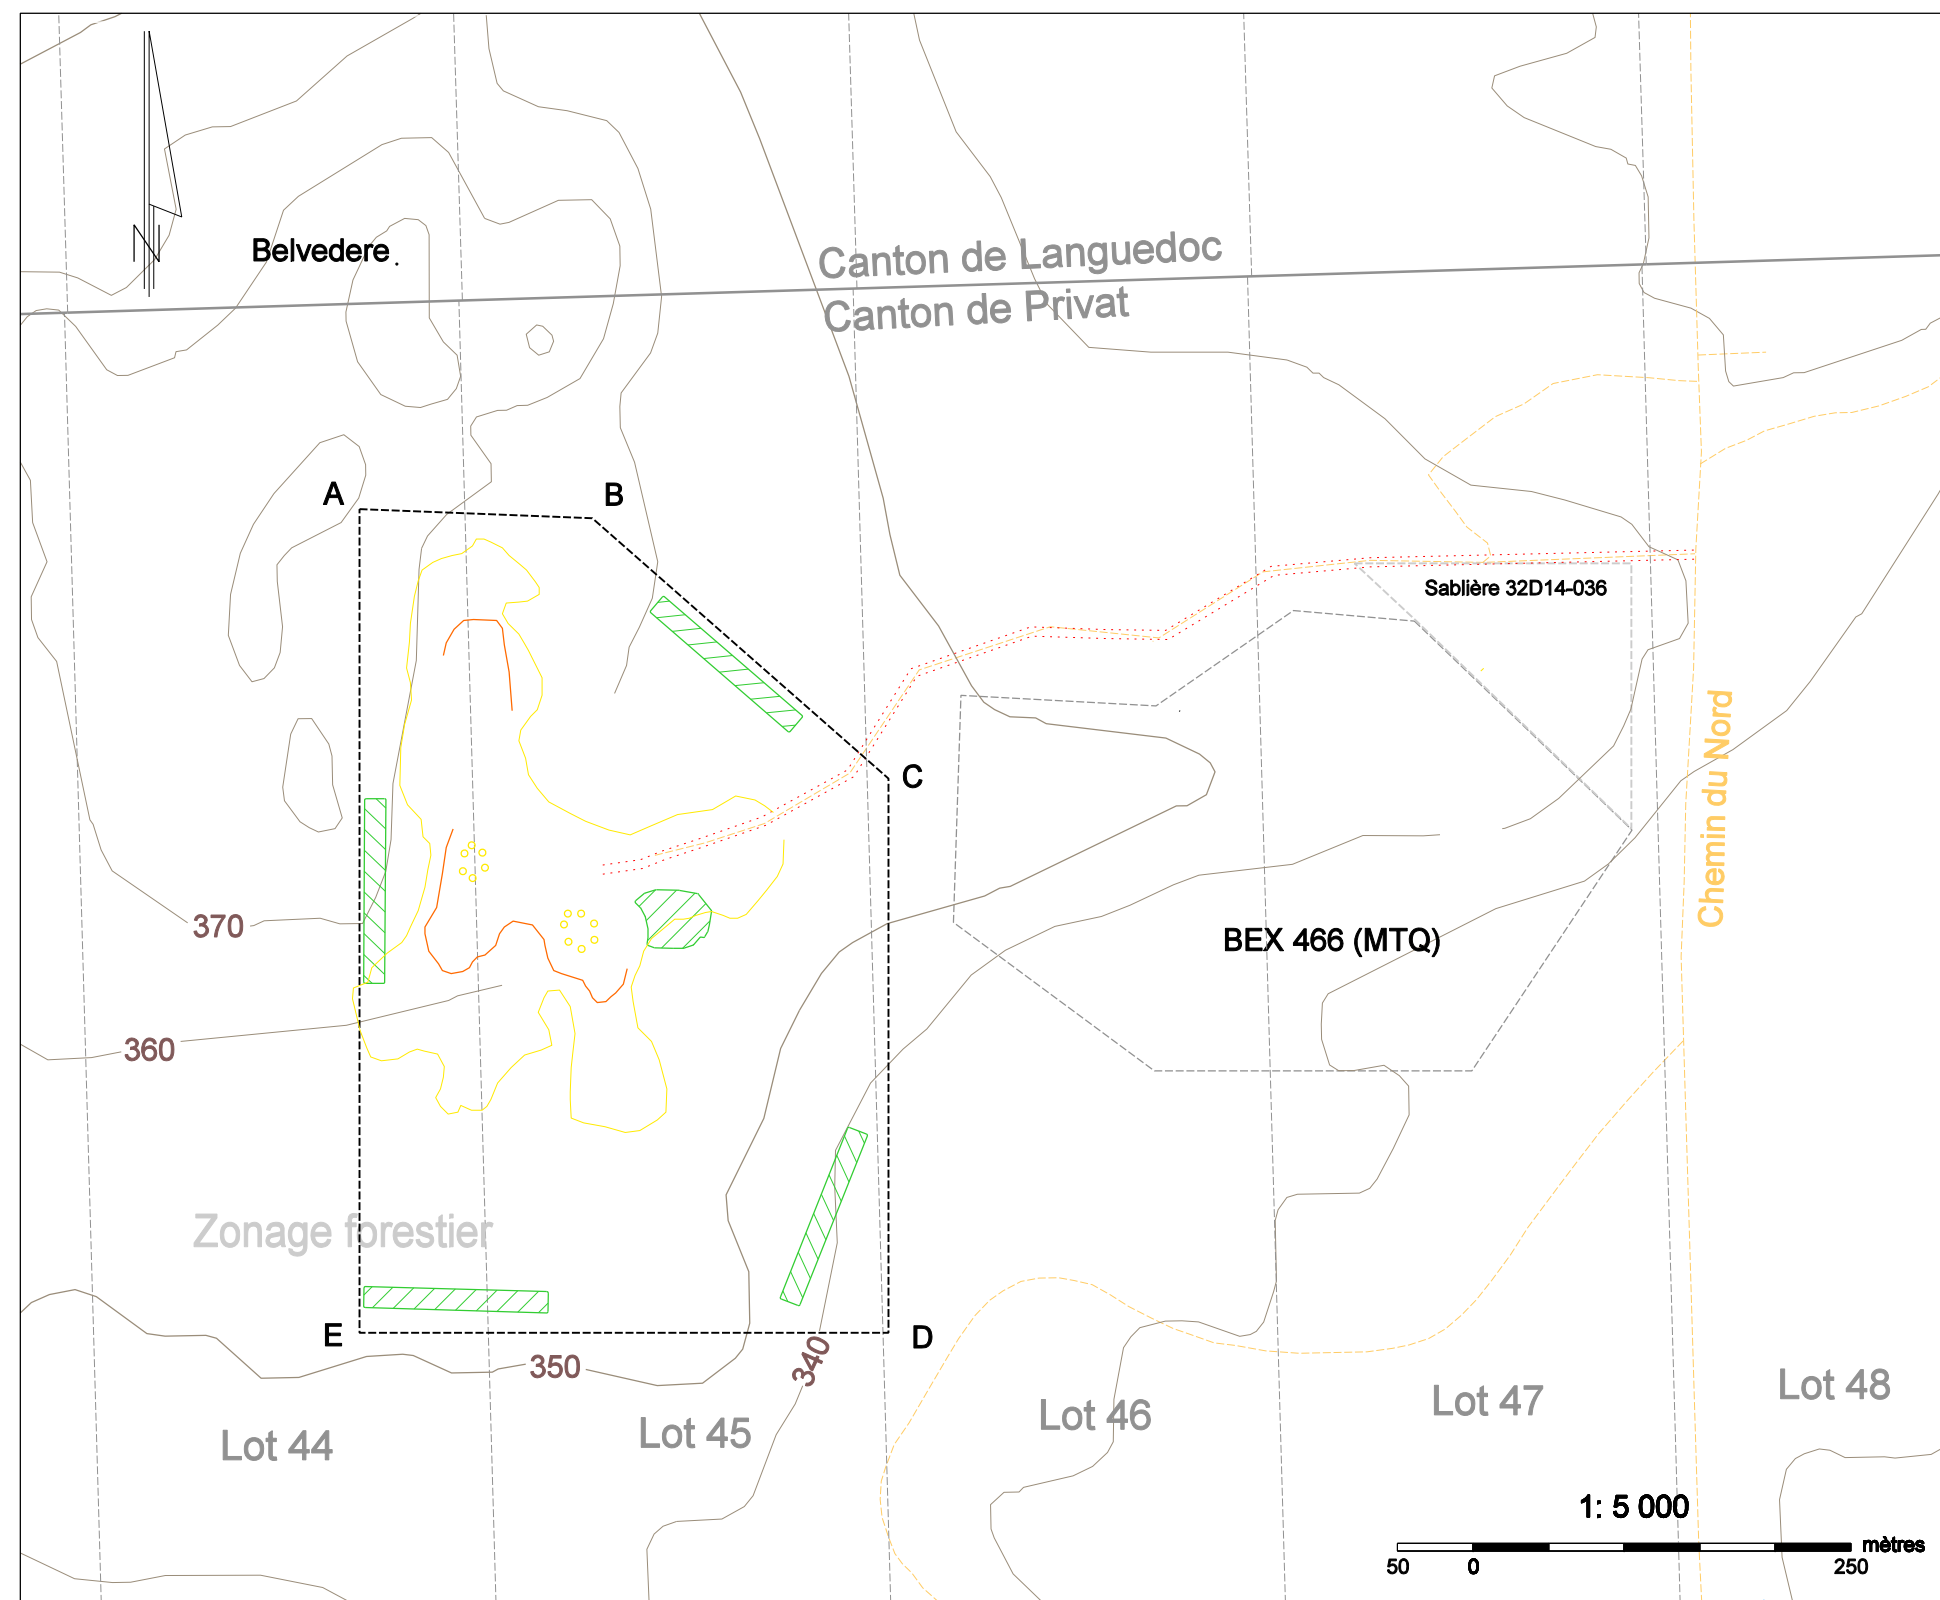 N
Belvedere
Canton de Languedoc
Canton de Privat
A
B
Sablière 32D14-036
C
Chemin du Nord
370
BEX 466 (MTQ)
360
Zonage forestier
E
D
350
340
Lot 44
Lot 45
Lot 46
Lot 47
Lot 48
1: 5 000
mètres
50 0 250